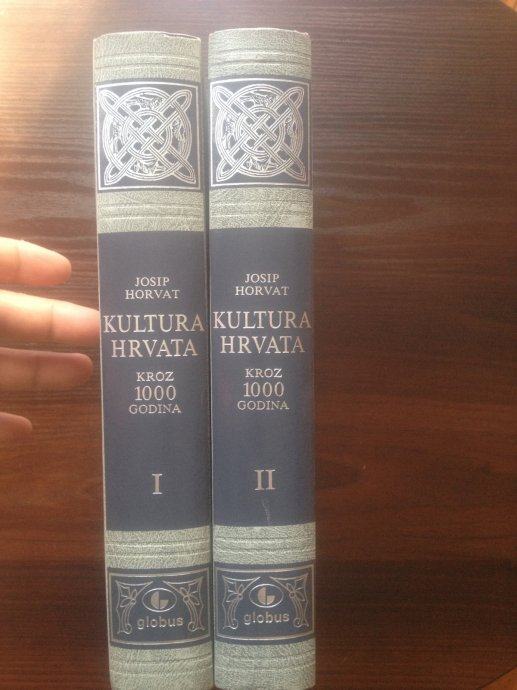 JOSIP
HORVAT
KULTURA
HRVATA
KROZ
1000
GODINA
I
globus
JOSIP
HORVAT
KULTURA
HRVATA
KROZ
1000
GODINA
II
globus